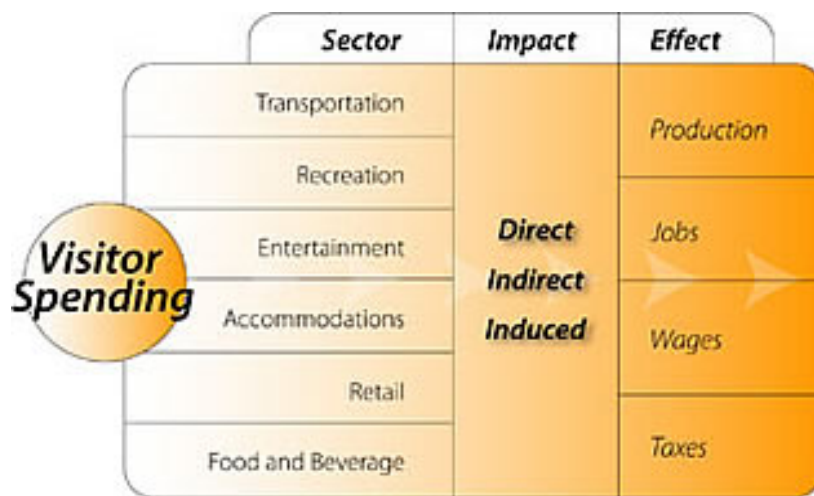 Sector Impact Effect
Transportation
Recreation
Entertainment
Accommodations
Retail
Food and Beverage
Visitor
Spending
Direct
Indirect
Induced
Production
Jobs
Wages
Taxes